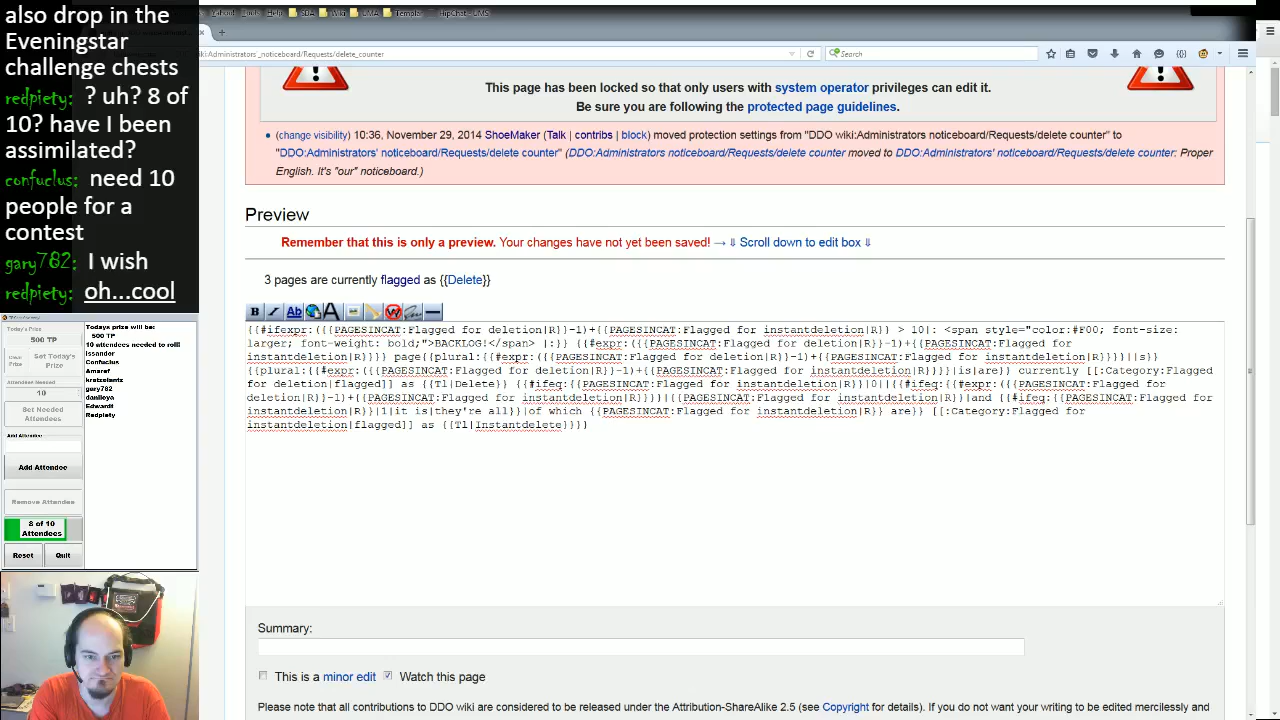 also drop in the
Eveningstar
challenge chests
redpiety: ? uh? 8 of
10? have I been
assimilated?
confuclus: need 10
people for a
contest
gary782: I wish
redpiety: oh...cool
Today's Prize
500 TP
Clear Prize
Set Today's Prize
Attendees Needed
10
Set Needed Attendees
Add Attendee
Add Attendee
Remove Attendee
8 of 10 Attendees
Reset
Quit
Todays prize will be:
500 TP
10 attendees needed to roll!
Issandor
Confuclus
Amaref
kratzelantz
gary782
danlloya
Edwardt
Redpiety
wiki:Administrators'_noticeboard/Requests/delete_counter
Search
This page has been locked so that only users with system operator privileges can edit it.
Be sure you are following the protected page guidelines.
(change visibility) 10:36, November 29, 2014 ShoeMaker (Talk | contribs | block) moved protection settings from "DDO wiki:Administrators noticeboard/Requests/delete counter" to
"DDO:Administrators' noticeboard/Requests/delete counter" (DDO:Administrators noticeboard/Requests/delete counter moved to DDO:Administrators' noticeboard/Requests/delete counter: Proper
English. It's "our" noticeboard.)
Preview
Remember that this is only a preview. Your changes have not yet been saved! → ⇓ Scroll down to edit box ⇓
3 pages are currently flagged as {{Delete}}
{{#ifexpr:({{PAGESINCAT:Flagged for deletion|R}}-1)+{{PAGESINCAT:Flagged for instantdeletion|R}} > 10|: <span style="color:#F00; font-size:
larger; font-weight: bold;">BACKLOG!</span> |:}} {{#expr:({{PAGESINCAT:Flagged for deletion|R}}-1)+{{PAGESINCAT:Flagged for
instantdeletion|R}}}} page{{plural:{{#expr:({{PAGESINCAT:Flagged for deletion|R}}-1)+{{PAGESINCAT:Flagged for instantdeletion|R}}}}||s}}
{{plural:{{#expr:({{PAGESINCAT:Flagged for deletion|R}}-1)+{{PAGESINCAT:Flagged for instantdeletion|R}}}}|is|are}} currently [[:Category:Flagged
for deletion|flagged]] as {{Tl|Delete}} {{#ifeq:{{PAGESINCAT:Flagged for instantdeletion|R}}|0||{{#ifeq:{{#expr:({{PAGESINCAT:Flagged for
deletion|R}}-1)+{{PAGESINCAT:Flagged for instantdeletion|R}}}}|{{PAGESINCAT:Flagged for instantdeletion|R}}|and {{#ifeq:{{PAGESINCAT:Flagged for
instantdeletion|R}}|1|it is|they're all}}|of which {{PAGESINCAT:Flagged for instantdeletion|R}} are}} [[:Category:Flagged for
instantdeletion|flagged]] as {{Tl|Instantdelete}}}}
Summary:
This is a minor edit
Watch this page
Please note that all contributions to DDO wiki are considered to be released under the Attribution-ShareAlike 2.5 (see Copyright for details). If you do not want your writing to be edited mercilessly and